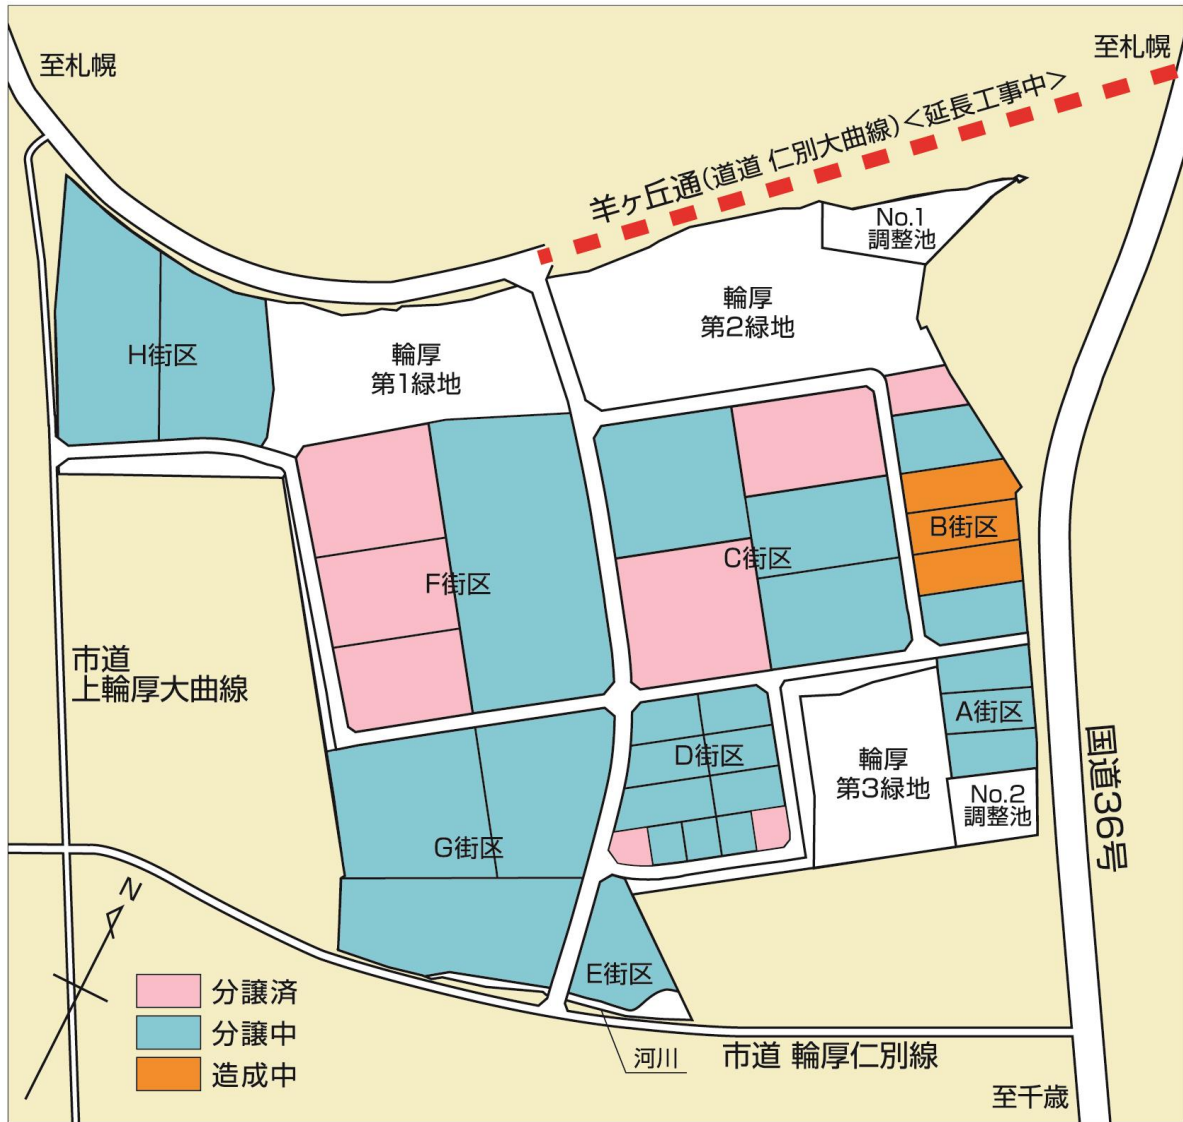 至札幌
至札幌
羊ヶ丘通(道道 仁別大曲線)<延長工事中>
No.1
調整池
輪厚
第2緑地
輪厚
第1緑地
H街区
B街区
C街区
F街区
市道
上輪厚大曲線
A街区
D街区
輪厚
第3緑地
No.2
調整池
国道36号
G街区
N
E街区
分譲済
分譲中
造成中
河川
市道 輪厚仁別線
至千歳